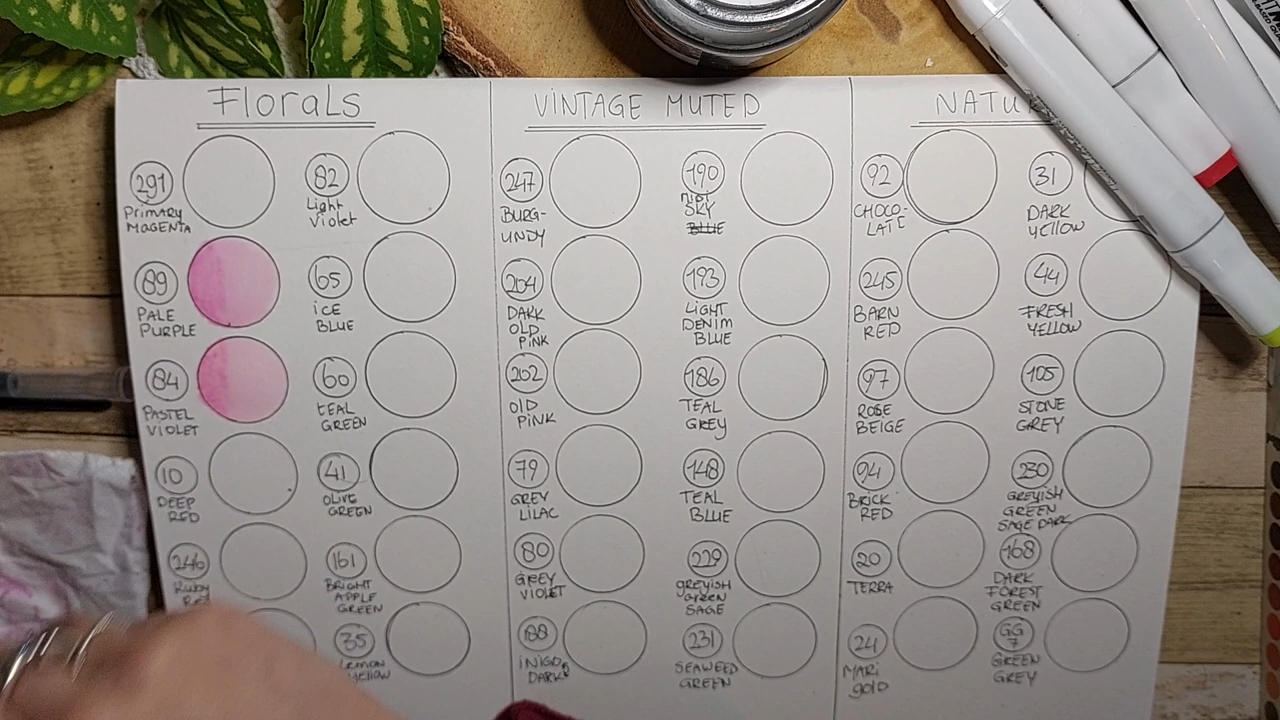 Florals
291
PRIMARY
MAGENTA
89
PALE
PURPLE
84
PASTEL
VIOLET
10
DEEP
RED
246
RUBY
82
Light
Violet
65
iCE
BLUE
60
tEAL
GREEN
41
OLIVE
GREEN
161
BRIGHT
APPLE
GREEN
35
LEMON
YELLOW
VINTAGE MUTED
247
BURG-
UNDY
204
DARK
OLD
PINK
202
OLD
PINK
79
GREY
LILAC
80
GREY
VIOLET
188
INIGO
DARK
190
SKY
BLUE
193
LIGHT
DENIM
BLUE
186
TEAL
GREY
148
TEAL
BLUE
229
greyish
green
SAGE
231
SEAWEED
GREEN
NATU
92
CHOCO-
LATE
245
BARN
RED
97
ROSE
BEIGE
94
BRICK
RED
20
TERRA
24
MARI
gOLD
31
DARK
YELLOW
44
FRESH
YELLOW
105
STONE
GREY
230
GREYISH
GREEN
SAGE DARK
168
DARK
FOREST
GREEN
GG
7
GREEN
GREY